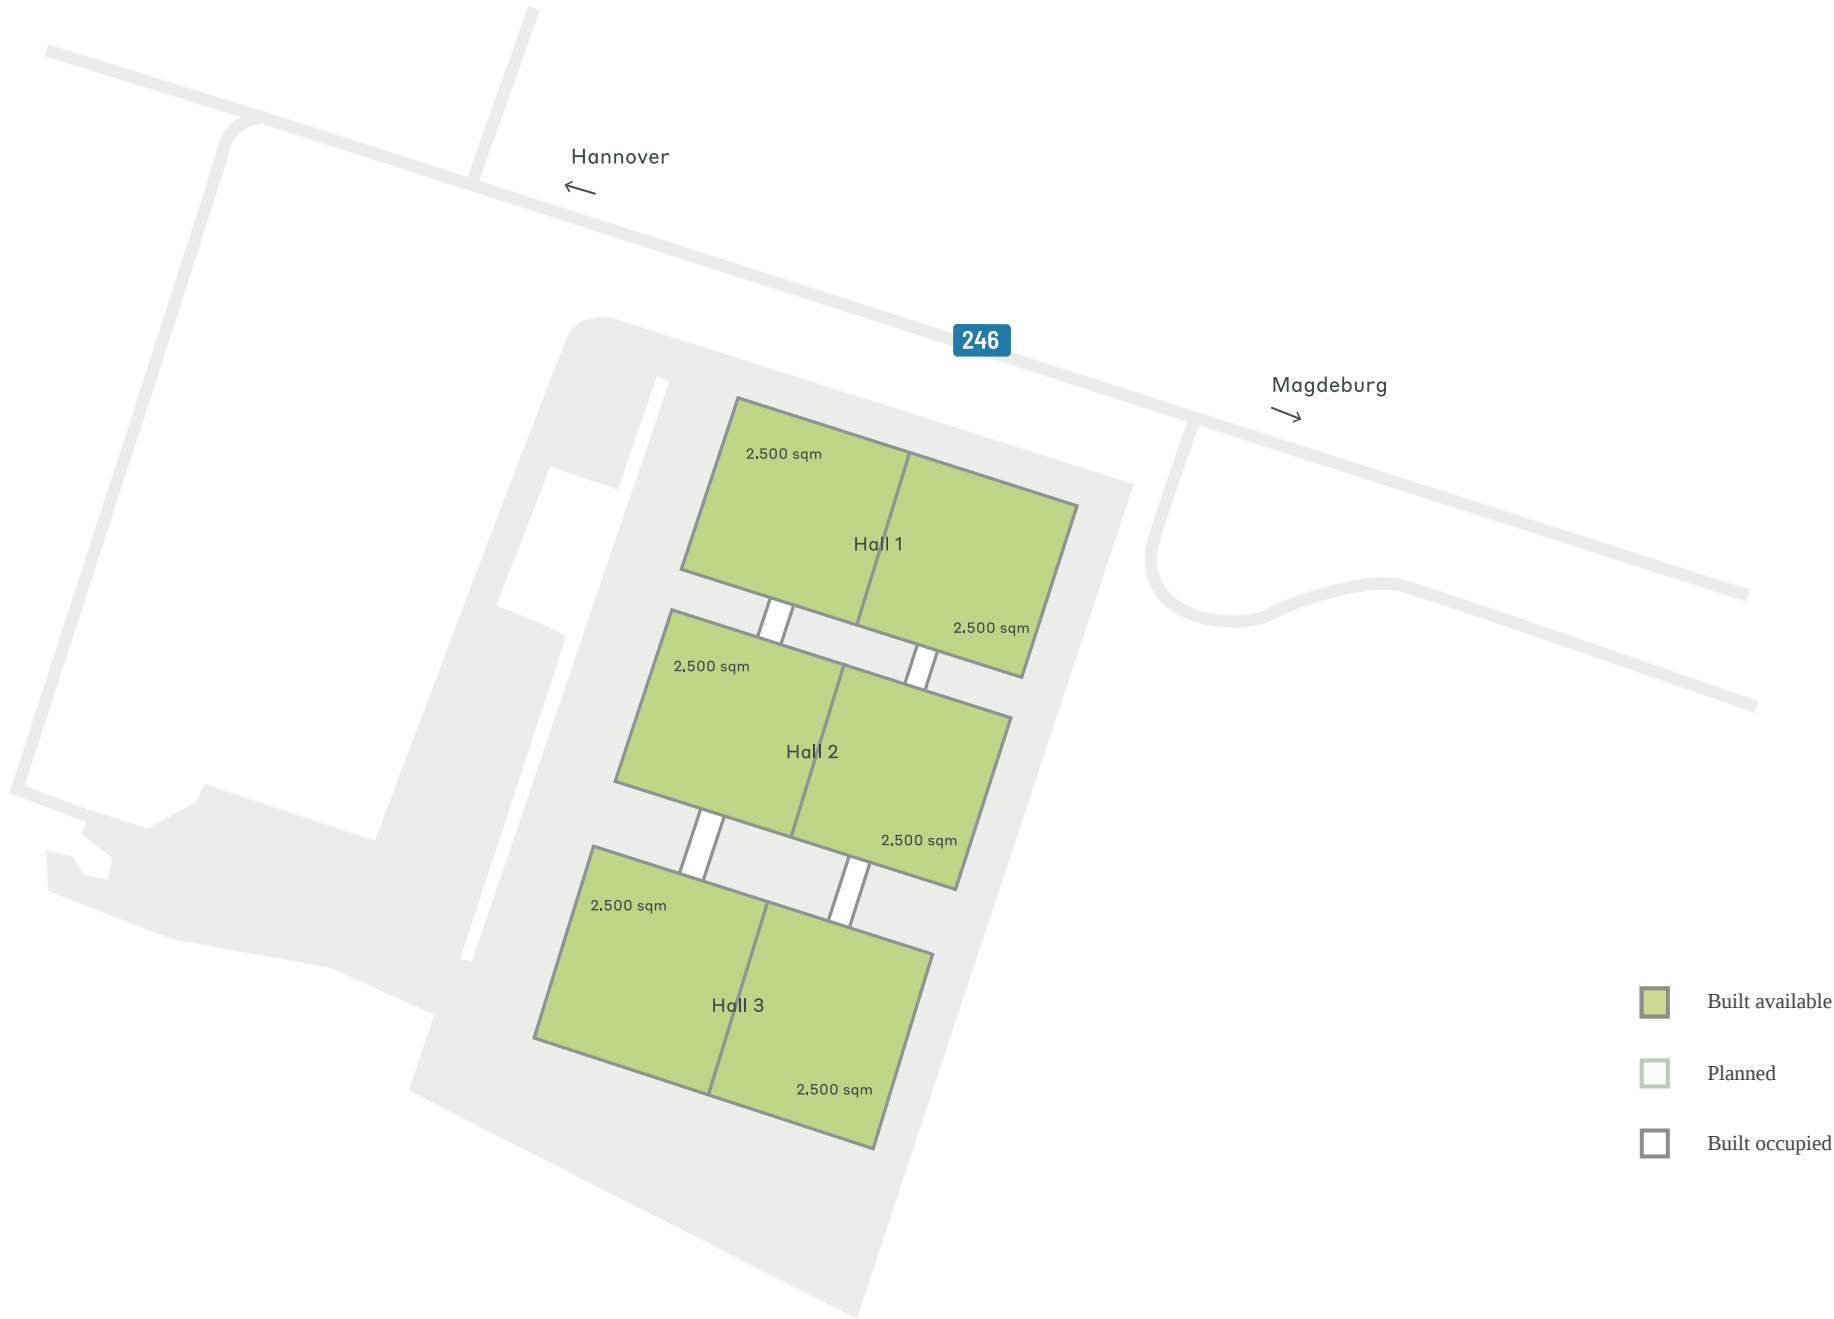 Hannover
246
Magdeburg
2.500 sqm
Hall 1
2.500 sqm
2.500 sqm
Hall 2
2.500 sqm
2.500 sqm
Hall 3
2.500 sqm
Built available
Planned
Built occupied